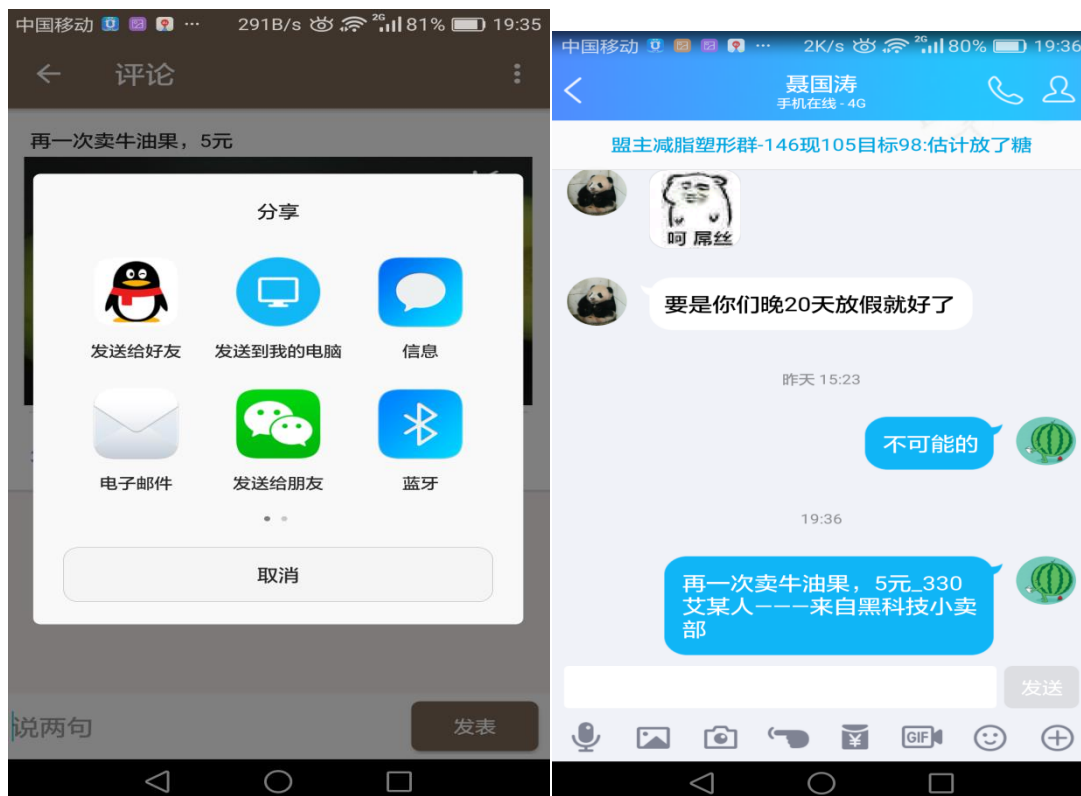 中国移动 ... 291B/s 2G 81% 19:35
评论
再一次卖牛油果，5元
分享
发送给好友 发送到我的电脑 信息
电子邮件 发送给朋友 蓝牙
取消
说两句 发表
中国移动 ... 2K/s 2G 80% 19:36
聂国涛
手机在线 - 4G
盟主减脂塑形群-146现105目标98:估计放了糖
呵 屌丝
要是你们晚20天放假就好了
昨天 15:23
不可能的
19:36
再一次卖牛油果，5元_330
艾某人———来自黑科技小卖
部
发送
GIF